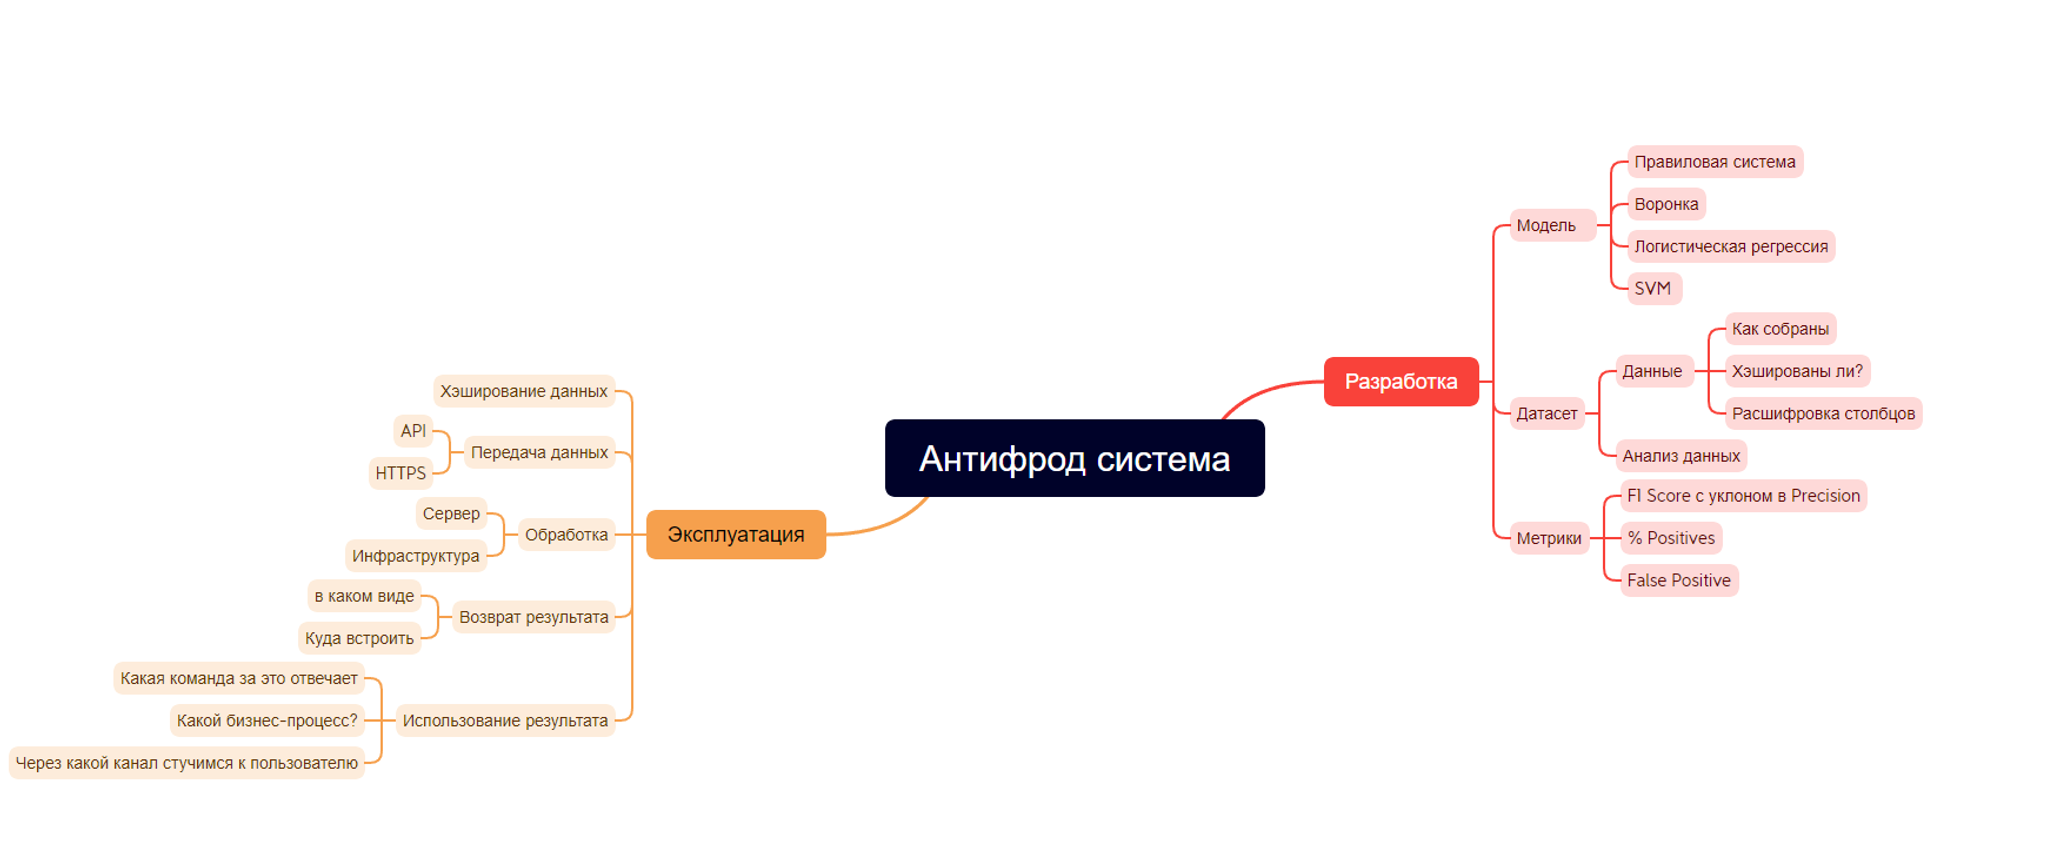 Антифрод система
Разработка
Модель
Правиловая система
Воронка
Логистическая регрессия
SVM
Датасет
Данные
Как собраны
Хэшированы ли?
Расшифровка столбцов
Анализ данных
Метрики
F1 Score с уклоном в Precision
% Positives
False Positive
Эксплуатация
Хэширование данных
Передача данных
API
HTTPS
Обработка
Сервер
Инфраструктура
Возврат результата
в каком виде
Куда встроить
Использование результата
Какая команда за это отвечает
Какой бизнес-процесс?
Через какой канал стучимся к пользователю